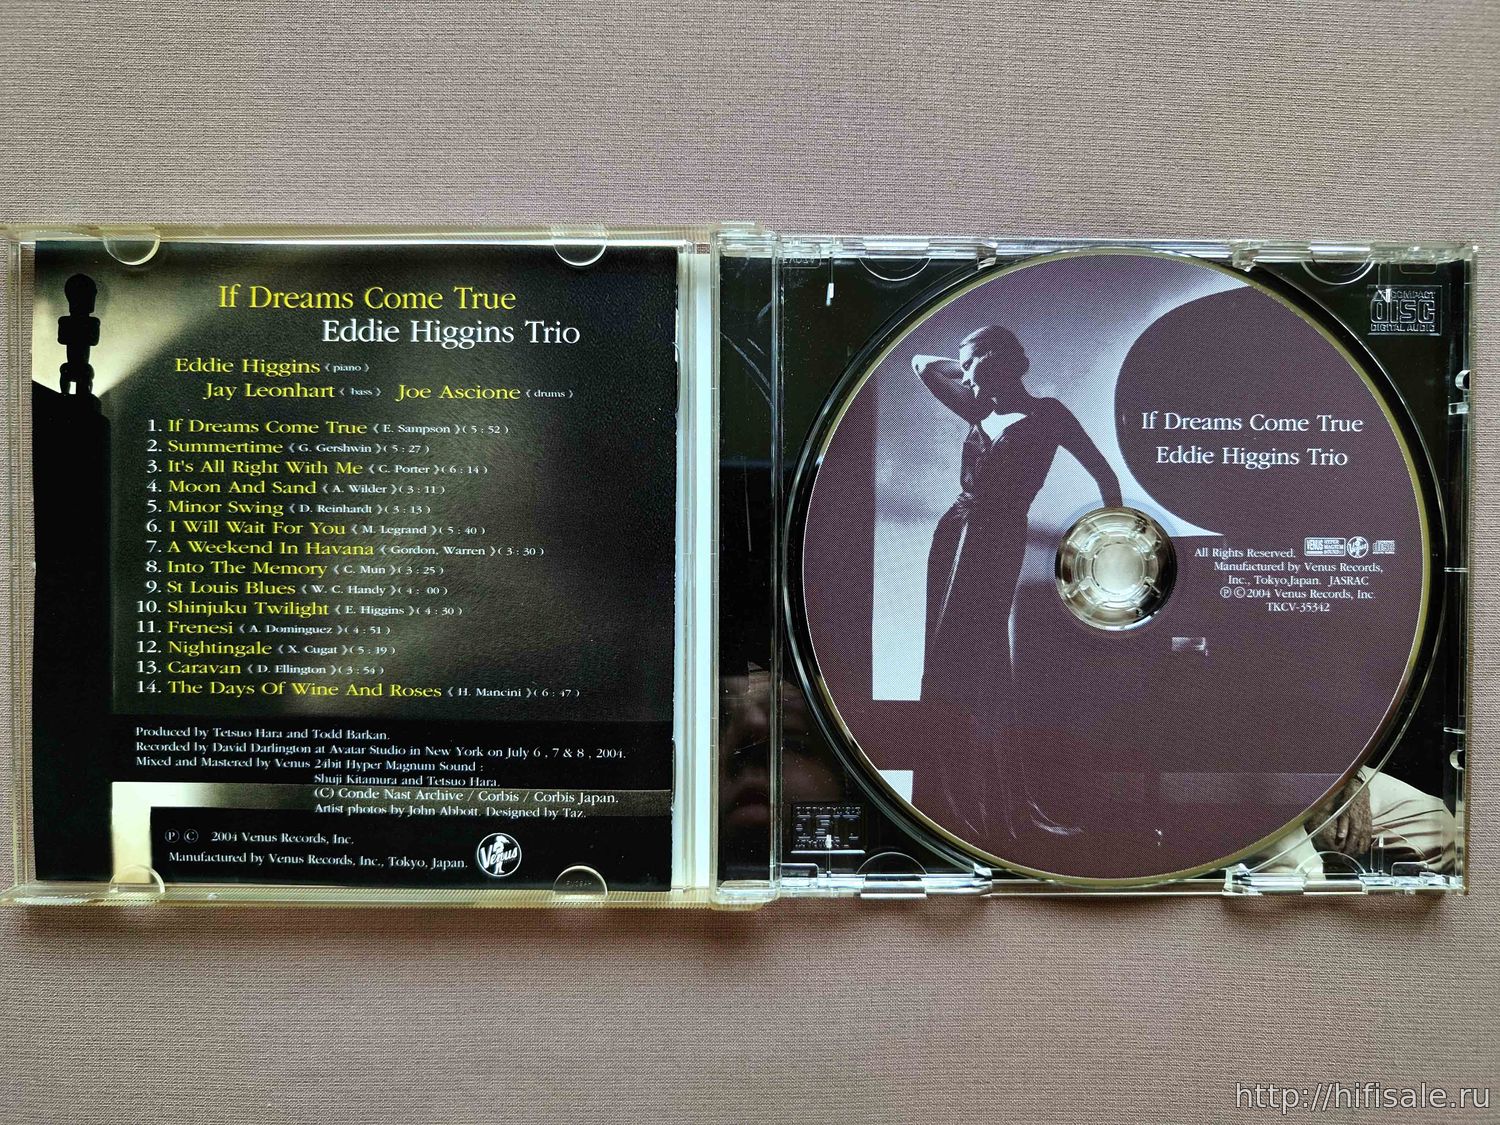 If Dreams Come True
Eddie Higgins Trio
Eddie Higgins ( piano )
Jay Leonhart ( bass ) Joe Ascione ( drums )
1. If Dreams Come True 《 E. Sampson 》( 5 : 52 )
2. Summertime 《 G. Gershwin 》( 5 : 27 )
3. It's All Right With Me 《 C. Porter 》( 6 : 14 )
4. Moon And Sand 《 A. Wilder 》( 3 : 11 )
5. Minor Swing 《 D. Reinhardt 》( 3 : 13 )
6. I Will Wait For You 《 M. Legrand 》( 5 : 40 )
7. A Weekend In Havana 《 Gordon, Warren 》( 3 : 30 )
8. Into The Memory 《 C. Mun 》( 3 : 25 )
9. St Louis Blues 《 W. C. Handy 》( 4 : 00 )
10. Shinjuku Twilight 《 E. Higgins 》( 4 : 30 )
11. Frenesi 《 A. Dominguez 》( 4 : 51 )
12. Nightingale 《 X. Cugat 》( 5 : 19 )
13. Caravan 《 D. Ellington 》( 3 : 54 )
14. The Days Of Wine And Roses 《 H. Mancini 》( 6 : 47 )
Produced by Tetsuo Hara and Todd Barkan.
Recorded by David Darlington at Avatar Studio in New York on July 6 , 7 & 8 , 2004.
Mixed and Mastered by Venus 24bit Hyper Magnum Sound :
Shuji Kitamura and Tetsuo Hara.
(C) Conde Nast Archive / Corbis / Corbis Japan.
Artist photos by John Abbott. Designed by Taz.
Ⓟ Ⓒ 2004 Venus Records, Inc.
Manufactured by Venus Records, Inc., Tokyo, Japan.
Venus
COMPACT
disc
DIGITAL AUDIO
If Dreams Come True
Eddie Higgins Trio
All Rights Reserved.
Manufactured by Venus Records,
Inc., Tokyo,Japan. JASRAC
ⓅⒸ2004 Venus Records, Inc.
TKCV-35342
http://hifisale.ru